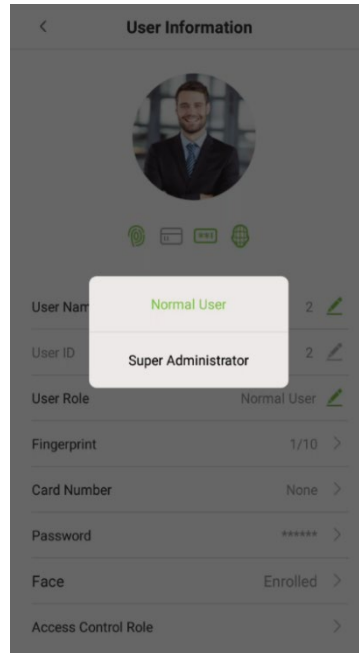 User Information
User Nam 2
Normal User
User ID 2
Super Administrator
User Role Normal User
Fingerprint 1/10
Card Number None
Password ******
Face Enrolled
Access Control Role